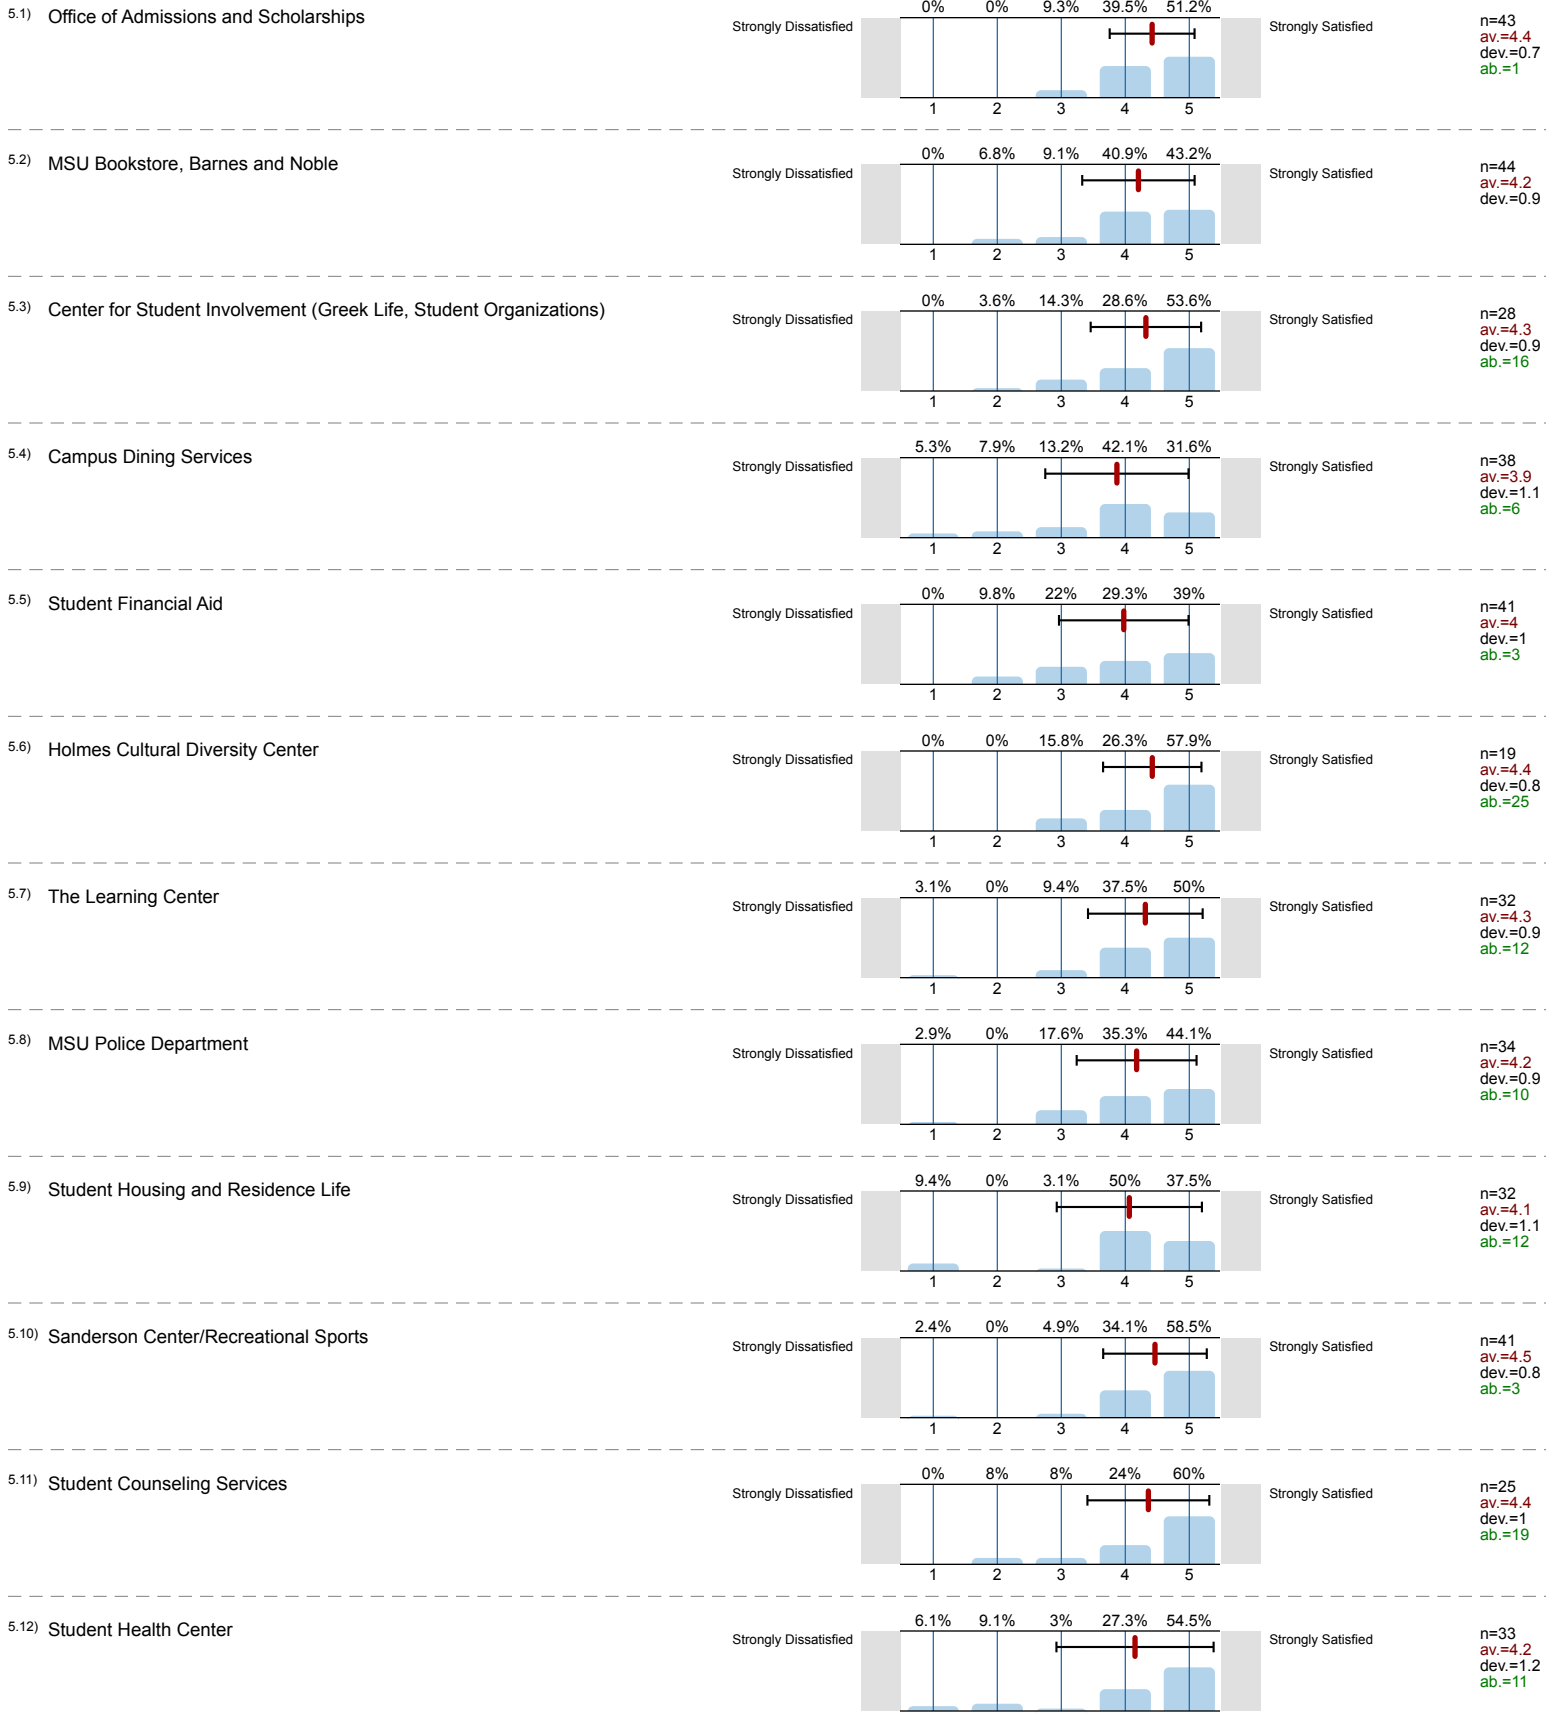 5.1) Office of Admissions and Scholarships
0% 0% 9.3% 39.5% 51.2%
Strongly Dissatisfied Strongly Satisfied
1 2 3 4 5
n=43
av.=4.4
dev.=0.7
ab.=1
5.2) MSU Bookstore, Barnes and Noble
0% 6.8% 9.1% 40.9% 43.2%
Strongly Dissatisfied Strongly Satisfied
1 2 3 4 5
n=44
av.=4.2
dev.=0.9
5.3) Center for Student Involvement (Greek Life, Student Organizations)
0% 3.6% 14.3% 28.6% 53.6%
Strongly Dissatisfied Strongly Satisfied
1 2 3 4 5
n=28
av.=4.3
dev.=0.9
ab.=16
5.4) Campus Dining Services
5.3% 7.9% 13.2% 42.1% 31.6%
Strongly Dissatisfied Strongly Satisfied
1 2 3 4 5
n=38
av.=3.9
dev.=1.1
ab.=6
5.5) Student Financial Aid
0% 9.8% 22% 29.3% 39%
Strongly Dissatisfied Strongly Satisfied
1 2 3 4 5
n=41
av.=4
dev.=1
ab.=3
5.6) Holmes Cultural Diversity Center
0% 0% 15.8% 26.3% 57.9%
Strongly Dissatisfied Strongly Satisfied
1 2 3 4 5
n=19
av.=4.4
dev.=0.8
ab.=25
5.7) The Learning Center
3.1% 0% 9.4% 37.5% 50%
Strongly Dissatisfied Strongly Satisfied
1 2 3 4 5
n=32
av.=4.3
dev.=0.9
ab.=12
5.8) MSU Police Department
2.9% 0% 17.6% 35.3% 44.1%
Strongly Dissatisfied Strongly Satisfied
1 2 3 4 5
n=34
av.=4.2
dev.=0.9
ab.=10
5.9) Student Housing and Residence Life
9.4% 0% 3.1% 50% 37.5%
Strongly Dissatisfied Strongly Satisfied
1 2 3 4 5
n=32
av.=4.1
dev.=1.1
ab.=12
5.10) Sanderson Center/Recreational Sports
2.4% 0% 4.9% 34.1% 58.5%
Strongly Dissatisfied Strongly Satisfied
1 2 3 4 5
n=41
av.=4.5
dev.=0.8
ab.=3
5.11) Student Counseling Services
0% 8% 8% 24% 60%
Strongly Dissatisfied Strongly Satisfied
1 2 3 4 5
n=25
av.=4.4
dev.=1
ab.=19
5.12) Student Health Center
6.1% 9.1% 3% 27.3% 54.5%
Strongly Dissatisfied Strongly Satisfied
1 2 3 4 5
n=33
av.=4.2
dev.=1.2
ab.=11